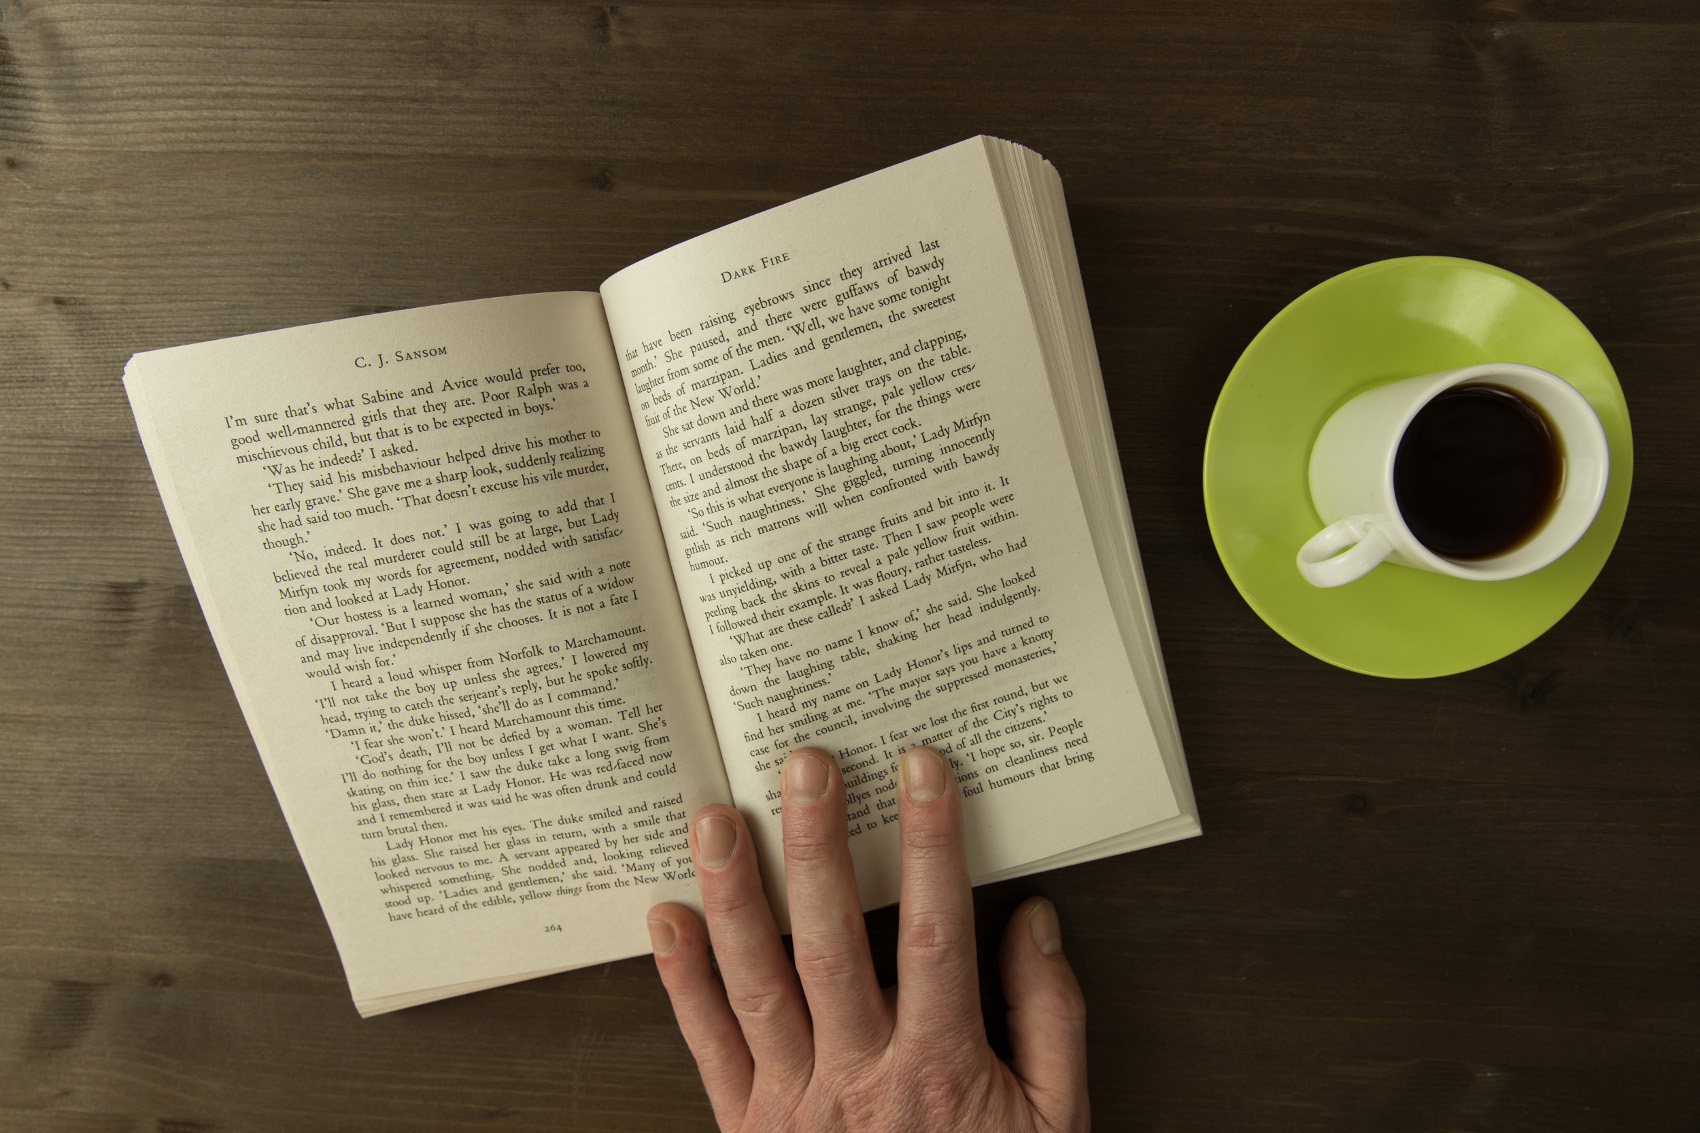 C. J. Sansom
I'm sure that's what Sabine and Avice would prefer too,
good well-mannered girls that they are. Poor Ralph was a
mischievous child, but that is to be expected in boys.'
'Was he indeed?' I asked.
'They said his misbehaviour helped drive his mother to
her early grave.' She gave me a sharp look, suddenly realizing
she had said too much. 'That doesn't excuse his vile murder,
though.'
'No, indeed. It does not.' I was going to add that I
believed the real murderer could still be at large, but Lady
Mirfyn took my words for agreement, nodded with satisfac-
tion and looked at Lady Honor.
'Our hostess is a learned woman,' she said with a note
of disapproval. 'But I suppose she has the status of a widow
and may live independently if she chooses. It is not a fate I
would wish for.'
I heard a loud whisper from Norfolk to Marchamount.
'I'll not take the boy up unless she agrees.' I lowered my
head, trying to catch the serjeant's reply, but he spoke softly.
'Damn it,' the duke hissed, 'she'll do as I command.'
'I fear she won't.' I heard Marchamount this time.
'God's death, I'll not be defied by a woman. Tell her
I'll do nothing for the boy unless I get what I want. She's
skating on thin ice.' I saw the duke take a long swig from
his glass, then stare at Lady Honor. He was red-faced now
and I remembered it was said he was often drunk and could
turn brutal then.
Lady Honor met his eyes. The duke smiled and raised
his glass. She raised her glass in return, with a smile that
looked nervous to me. A servant appeared by her side and
whispered something. She nodded and, looking relieved
stood up. 'Ladies and gentlemen,' she said. 'Many of you
have heard of the edible, yellow things from the New World
264
Dark Fire
that have been raising eyebrows since they arrived last
month.' She paused, and there were guffaws of bawdy
laughter from some of the men. 'Well, we have some tonight
on beds of marzipan. Ladies and gentlemen, the sweetest
fruit of the New World.'
She sat down and there was more laughter, and clapping,
as the servants laid half a dozen silver trays on the table.
There, on beds of marzipan, lay strange, pale yellow cres-
cents. I understood the bawdy laughter, for the things were
the size and almost the shape of a big erect cock.
'So this is what everyone is laughing about,' Lady Mirfyn
said. 'Such naughtiness.' She giggled, turning innocently
girlish as rich matrons will when confronted with bawdy
humour.
I picked up one of the strange fruits and bit into it. It
was unyielding, with a bitter taste. Then I saw people were
peeling back the skins to reveal a pale yellow fruit within.
I followed their example. It was floury, rather tasteless.
'What are these called?' I asked Lady Mirfyn, who had
also taken one.
'They have no name I know of,' she said. She looked
down the laughing table, shaking her head indulgently.
'Such naughtiness.'
I heard my name on Lady Honor's lips and turned to
find her smiling at me. 'The mayor says you have a knotty
case for the council, involving the suppressed monasteries,'
she
Honor. I fear we lost the first round, but we
second. It is a matter of the City's rights to
buildings of all the citizens.'
'I hope so, sir. People
on cleanliness need
to foul humours that bring